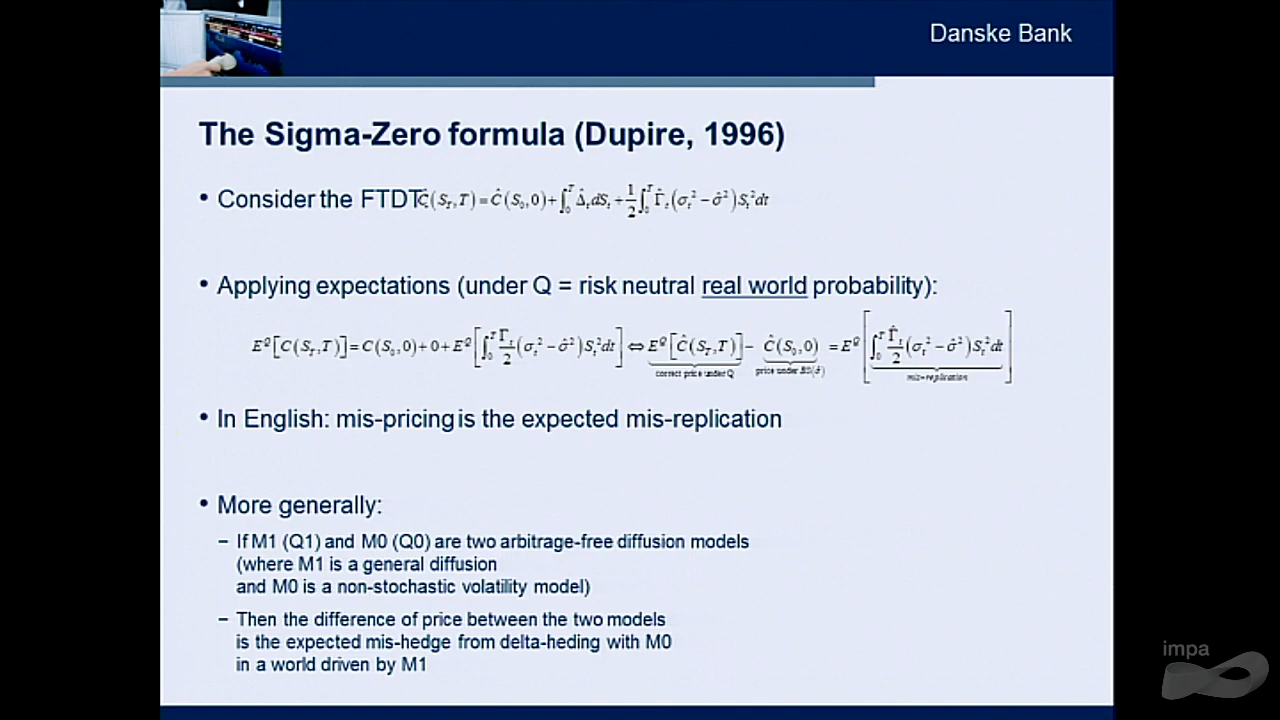 Danske Bank
The Sigma-Zero formula (Dupire, 1996)
• Consider the FTDT: Ĉ(S_T,T) = Ĉ(S_0,0) + ∫_0^T Δ̂_t dS_t + 1/2 ∫_0^T Γ̂_t (σ_t² − σ̂²) S_t² dt
• Applying expectations (under Q = risk neutral real world probability):
E^Q[C(S_T,T)] = C(S_0,0) + 0 + E^Q[∫_0^T Γ_t/2 (σ_t² − σ̂²) S_t² dt] ⇔ E^Q[Ĉ(S_T,T)] − Ĉ(S_0,0) = E^Q[∫_0^T Γ̂_t/2 (σ_t² − σ̂²) S_t² dt]
correct price under Q price under BS(σ̂) mis-replication
• In English: mis-pricing is the expected mis-replication
• More generally:
− If M1 (Q1) and M0 (Q0) are two arbitrage-free diffusion models
(where M1 is a general diffusion
and M0 is a non-stochastic volatility model)
− Then the difference of price between the two models
is the expected mis-hedge from delta-heding with M0
in a world driven by M1
impa